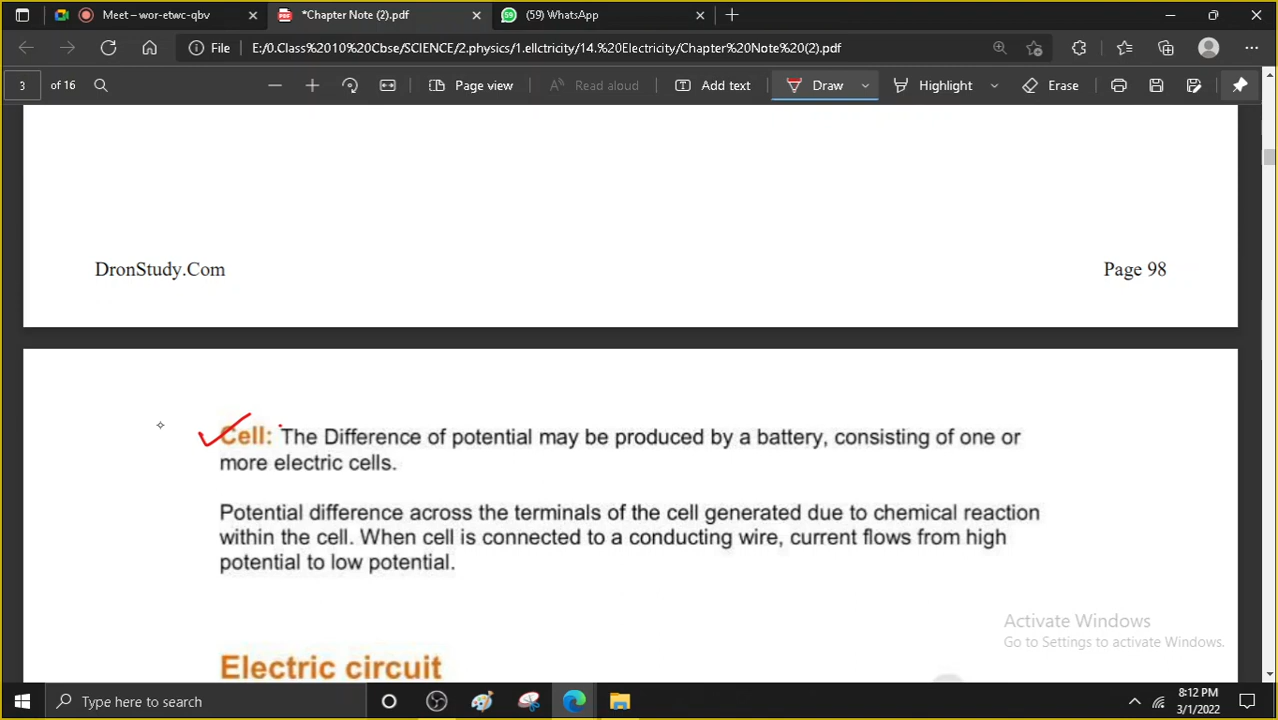 Meet – wor-etwc-qbv
*Chapter Note (2).pdf
(59) WhatsApp
File
E:/0.Class%2010%20Cbse/SCIENCE/2.physics/1.ellctricity/14.%20Electricity/Chapter%20Note%20(2).pdf
3 of 16
Page view
Read aloud
Add text
Draw
Highlight
Erase
DronStudy.Com
Page 98
Cell: The Difference of potential may be produced by a battery, consisting of one or
more electric cells.
Potential difference across the terminals of the cell generated due to chemical reaction
within the cell. When cell is connected to a conducting wire, current flows from high
potential to low potential.
Activate Windows
Go to Settings to activate Windows.
Electric circuit
Type here to search
8:12 PM
3/1/2022